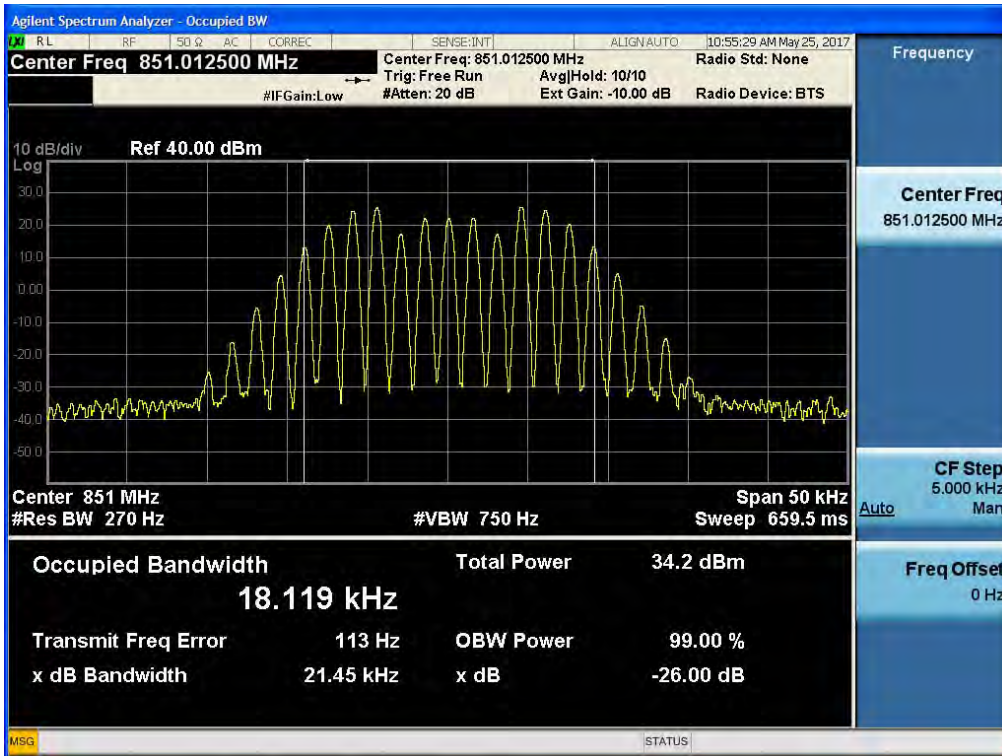 Agilent Spectrum Analyzer - Occupied BW
LXI RL RF 50 Ω AC CORREC SENSE:INT ALIGN AUTO 10:55:29 AM May 25, 2017
Center Freq 851.012500 MHz
Center Freq: 851.012500 MHz Radio Std: None
Trig: Free Run Avg|Hold: 10/10
#IFGain:Low #Atten: 20 dB Ext Gain: -10.00 dB Radio Device: BTS
10 dB/div Ref 40.00 dBm
Log
30.0
20.0
10.0
0.00
-10.0
-20.0
-30.0
-40.0
-50.0
Center 851 MHz Span 50 kHz
#Res BW 270 Hz #VBW 750 Hz Sweep 659.5 ms
Occupied Bandwidth Total Power 34.2 dBm
18.119 kHz
Transmit Freq Error 113 Hz OBW Power 99.00 %
x dB Bandwidth 21.45 kHz x dB -26.00 dB
MSG STATUS
Frequency
Center Freq
851.012500 MHz
CF Step
5.000 kHz
Auto Man
Freq Offset
0 Hz